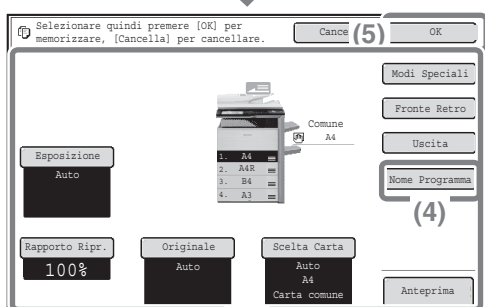 Selezionare quindi premere [OK] per
memorizzare, [Cancella] per cancellare.
Cance
(5)
OK
Modi Speciali
Fronte Retro
Uscita
Nome Programma
(4)
Comune
A4
1. A4
2. A4R
3. B4
4. A3
Esposizione
Auto
Rapporto Ripr.
100%
Originale
Auto
Scelta Carta
Auto
A4
Carta comune
Anteprima